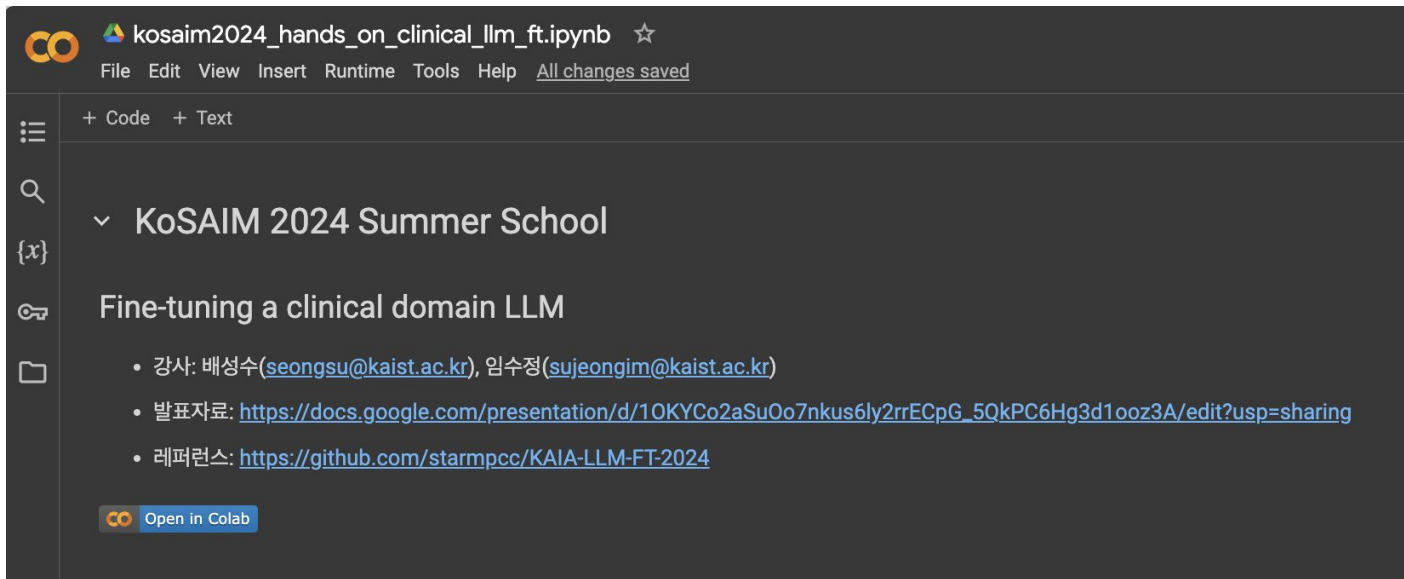 kosaim2024_hands_on_clinical_llm_ft.ipynb
File Edit View Insert Runtime Tools Help All changes saved
+ Code + Text
KoSAIM 2024 Summer School
{x}
Fine-tuning a clinical domain LLM
• 강사: 배성수(seongsu@kaist.ac.kr), 임수정(sujeongim@kaist.ac.kr)
• 발표자료: https://docs.google.com/presentation/d/1OKYCo2aSuOo7nkus6ly2rrECpG_5QkPC6Hg3d1ooz3A/edit?usp=sharing
• 레퍼런스: https://github.com/starmpcc/KAIA-LLM-FT-2024
Open in Colab